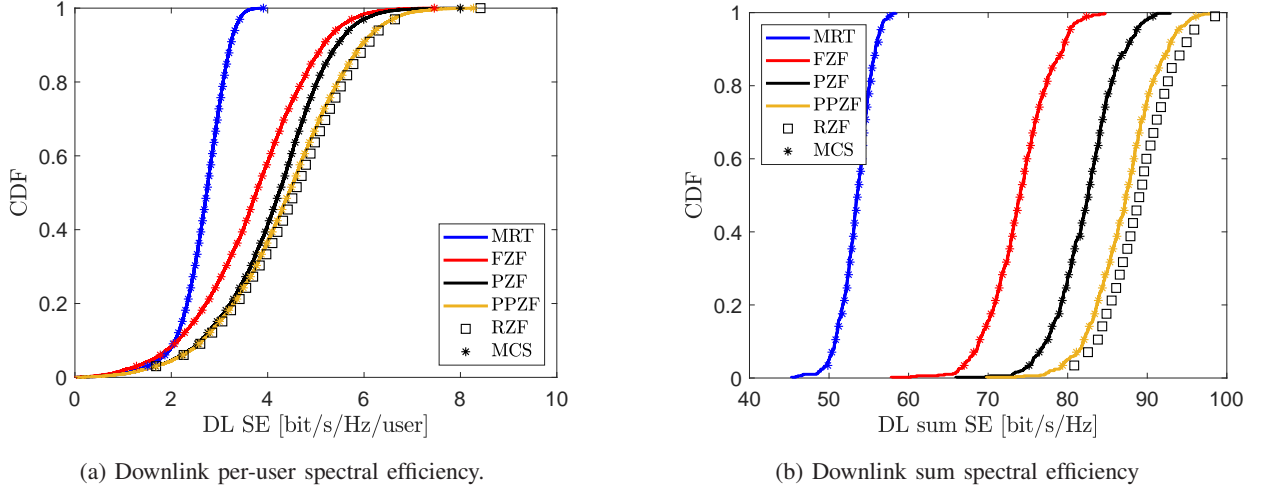 1
0.8
0.6
0.4
0.2
0
CDF
0 2 4 6 8 10
DL SE [bit/s/Hz/user]
MRT
FZF
PZF
PPZF
RZF
MCS
(a) Downlink per-user spectral efficiency.
1
0.8
0.6
0.4
0.2
0
CDF
40 50 60 70 80 90 100
DL sum SE [bit/s/Hz]
MRT
FZF
PZF
PPZF
RZF
MCS
(b) Downlink sum spectral efficiency